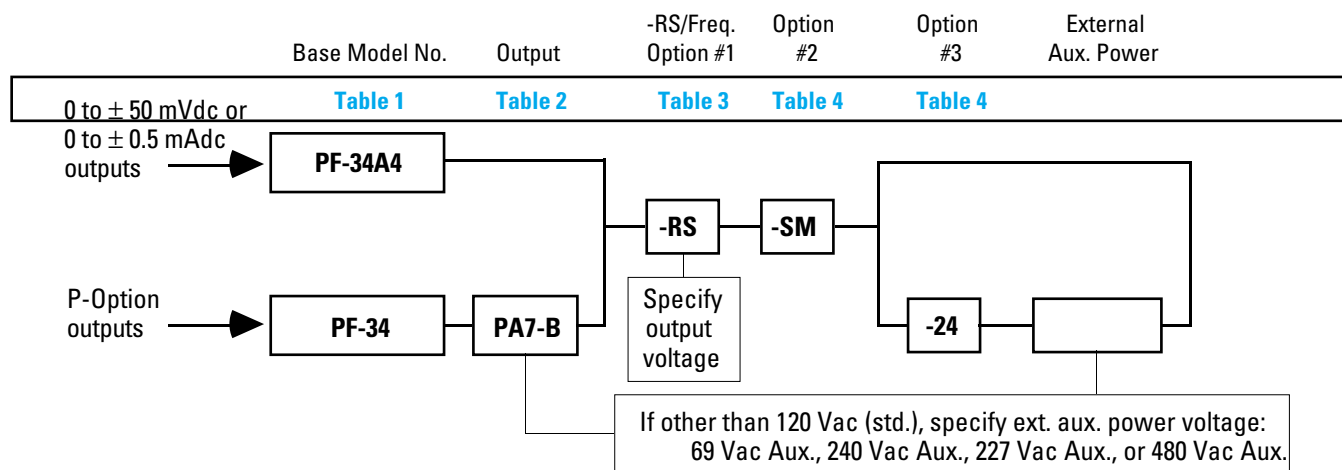 -RS/Freq. Option Option External
Base Model No. Output Option #1 #2 #3 Aux. Power
Table 1 Table 2 Table 3 Table 4 Table 4
0 to ± 50 mVdc or
0 to ± 0.5 mAdc
outputs
PF-34A4
-RS
-SM
P-Option
outputs
PF-34
PA7-B
Specify
output
voltage
-24
If other than 120 Vac (std.), specify ext. aux. power voltage:
69 Vac Aux., 240 Vac Aux., 227 Vac Aux., or 480 Vac Aux.